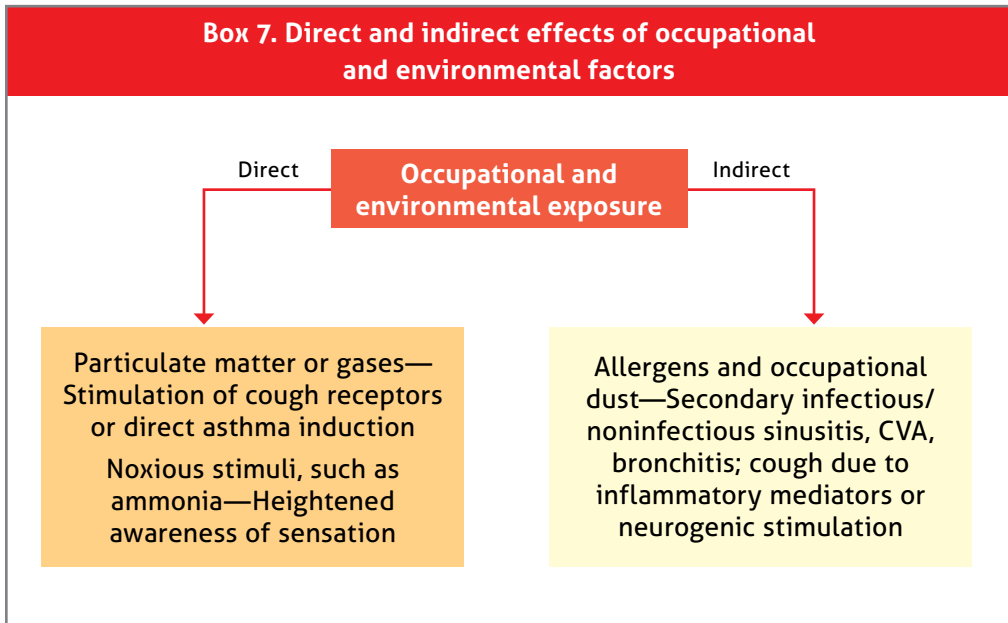 Box 7. Direct and indirect effects of occupational
and environmental factors
Direct
Occupational and
environmental exposure
Indirect
Particulate matter or gases—
Stimulation of cough receptors
or direct asthma induction
Noxious stimuli, such as
ammonia—Heightened
awareness of sensation
Allergens and occupational
dust—Secondary infectious/
noninfectious sinusitis, CVA,
bronchitis; cough due to
inflammatory mediators or
neurogenic stimulation